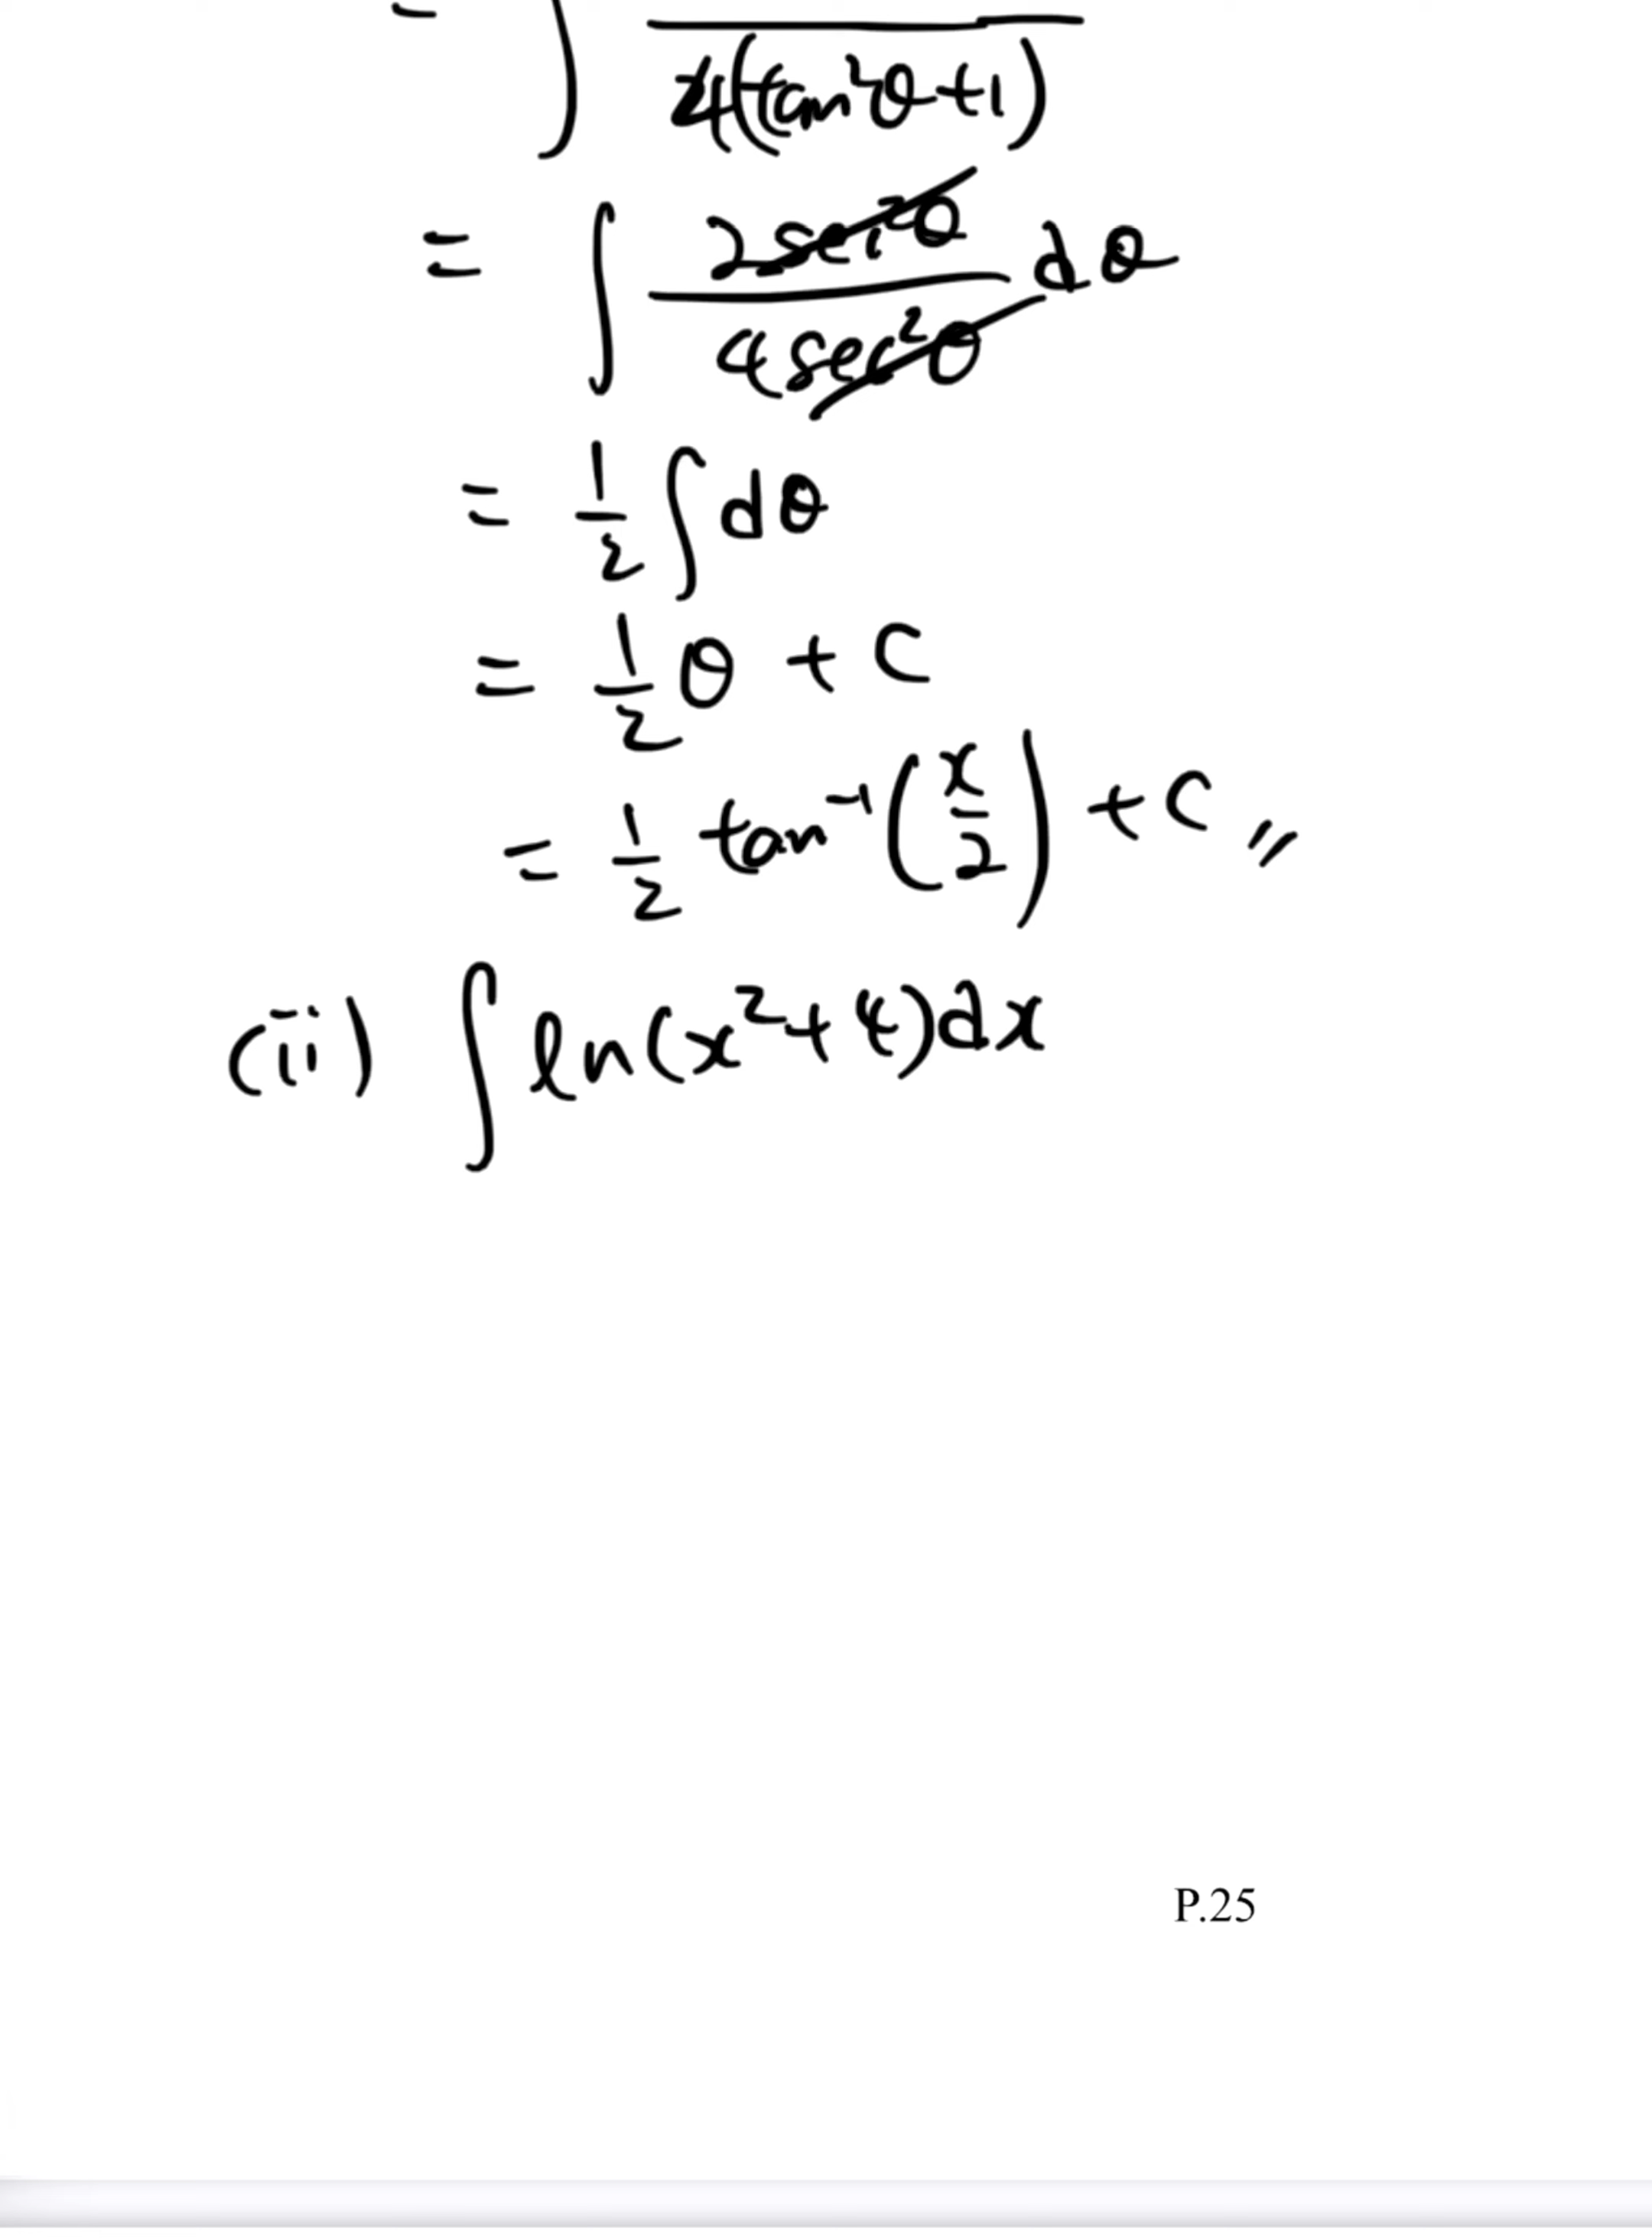 = ∫ ――― 4(tan²θ+1)
= ∫ 2sec²θ / 4sec²θ dθ
= 1/2 ∫ dθ
= 1/2 θ + C
= 1/2 tan⁻¹(x/2) + C //
(ii) ∫ ln(x²+4)dx
P.25